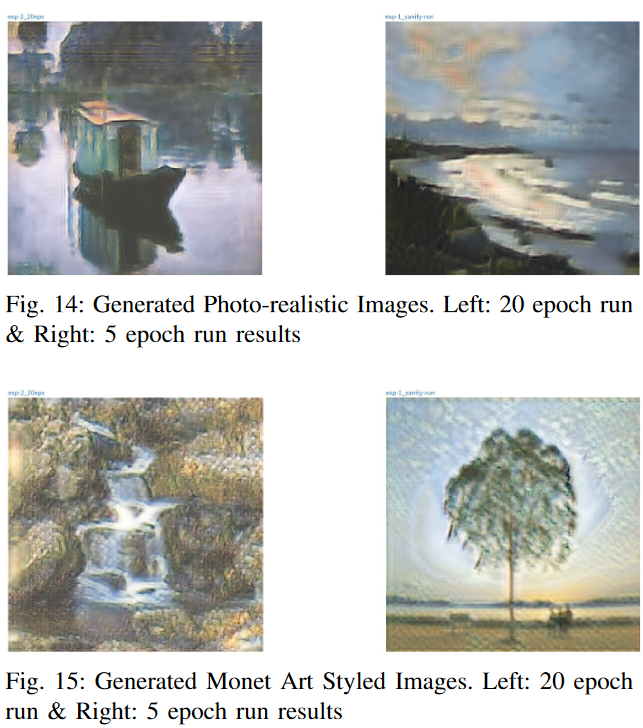 exp-2_20eps
exp-1_sanity-run
Fig. 14: Generated Photo-realistic Images. Left: 20 epoch run
& Right: 5 epoch run results
exp-2_20eps
exp-1_sanity-run
Fig. 15: Generated Monet Art Styled Images. Left: 20 epoch
run & Right: 5 epoch run results